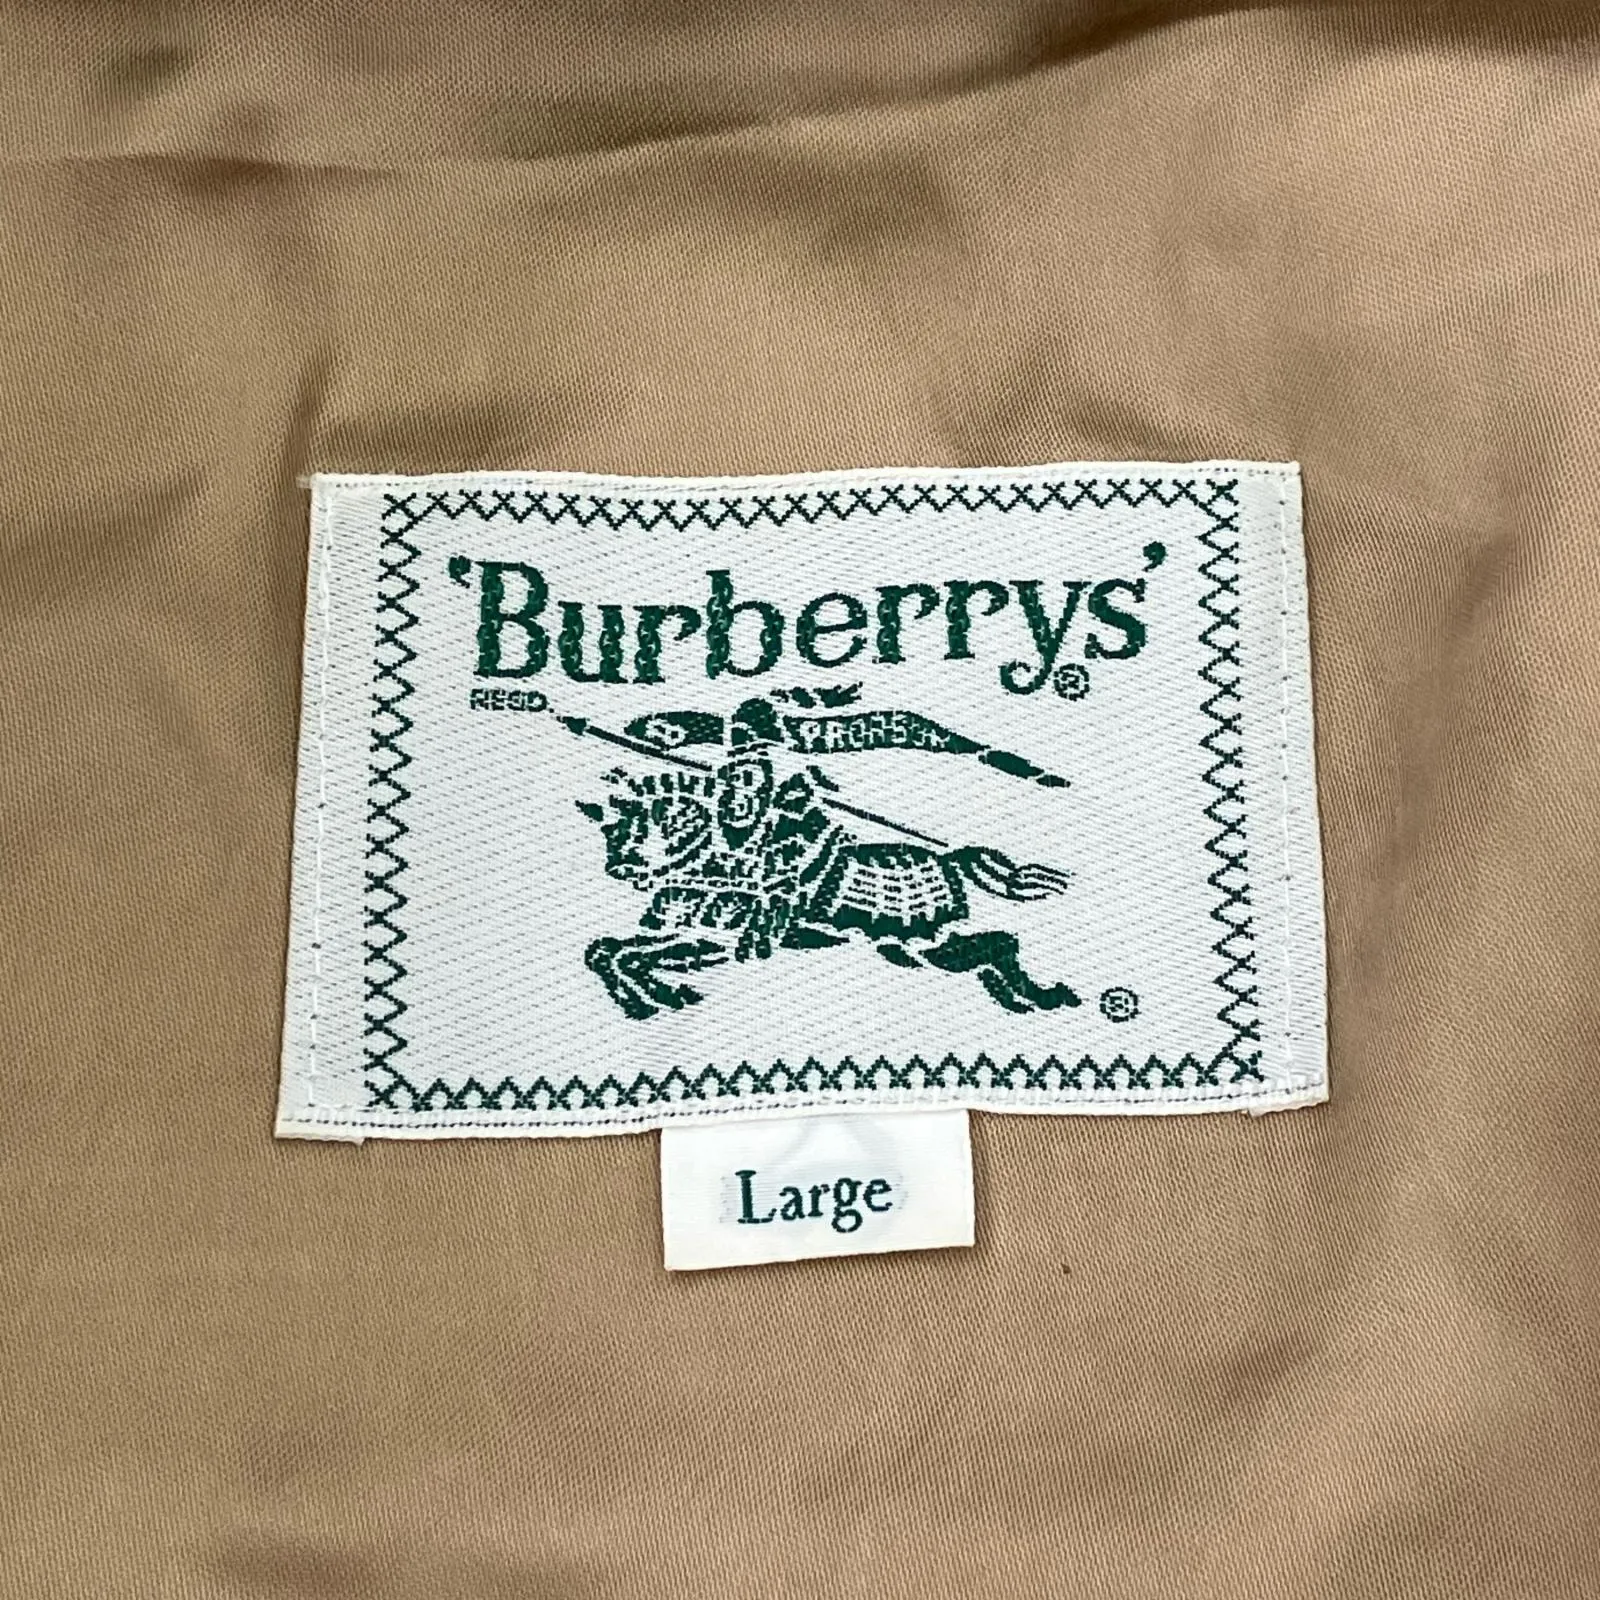 'Burberrys'®
REGD.
PRORSUM
®
Large